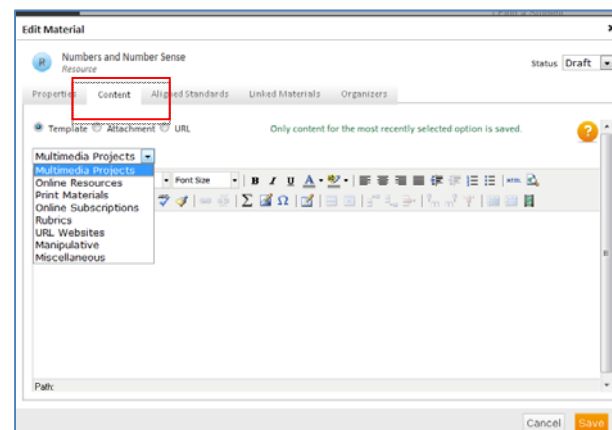 Edit Material
x
R
Numbers and Number Sense
Resource
Status Draft
Properties Content Aligned Standards Linked Materials Organizers
Template Attachment URL Only content for the most recently selected option is saved. ?
Multimedia Projects
Multimedia Projects
Online Resources
Print Materials
Online Subscriptions
Rubrics
URL Websites
Manipulative
Miscellaneous
Font Size B I U A HTML
Σ Ω
Path:
Cancel Save